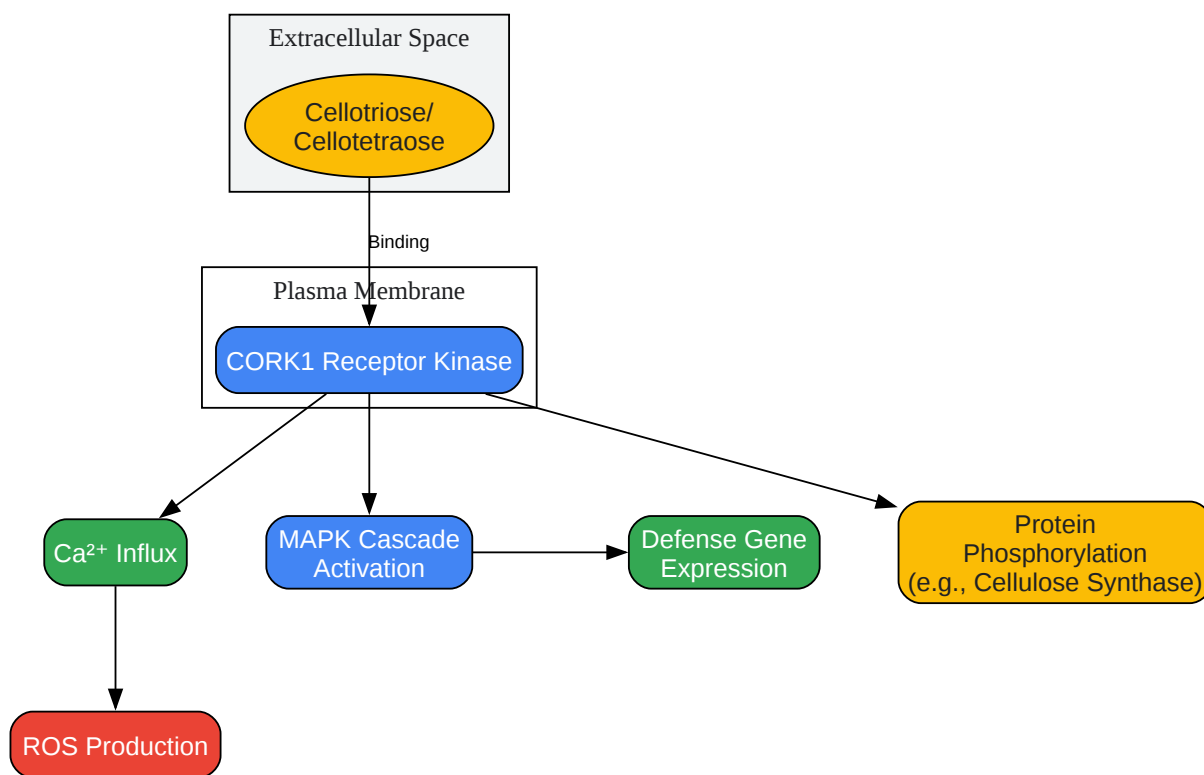 Extracellular Space
Cellotriose/
Cellotetraose
Binding
Plasma Membrane
CORK1 Receptor Kinase
Ca²⁺ Influx
MAPK Cascade
Activation
Defense Gene
Expression
Protein
Phosphorylation
(e.g., Cellulose Synthase)
ROS Production